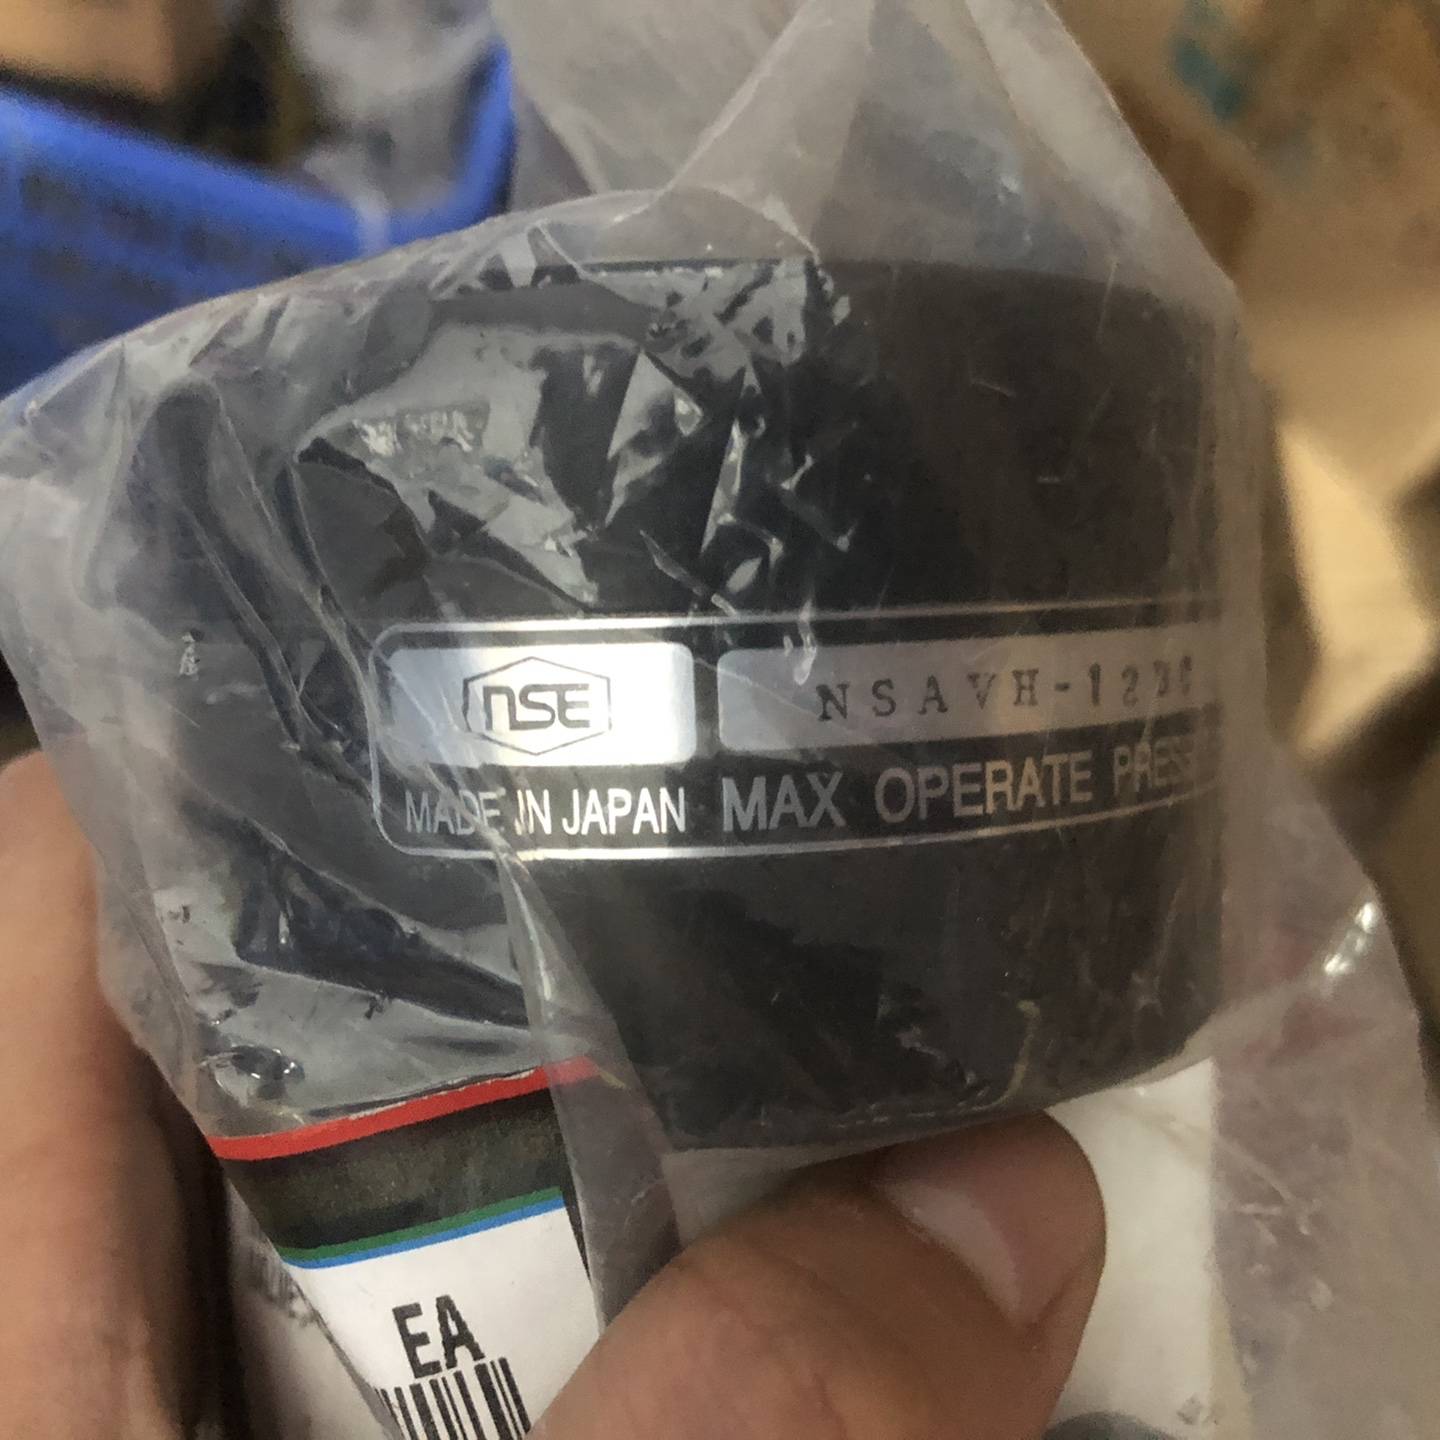 nSE
NSAVH-12
MADE IN JAPAN MAX OPERATE
EA